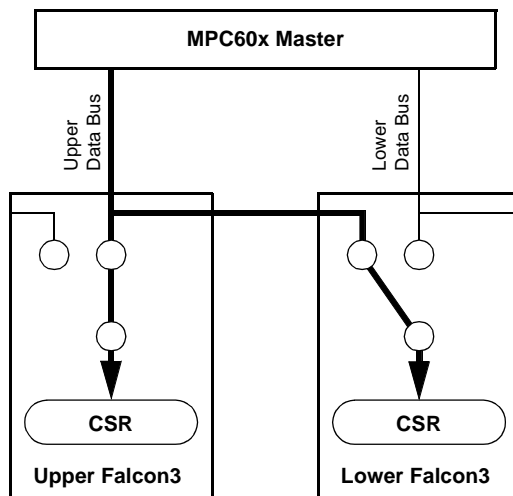 MPC60x Master
Upper
Data Bus
Lower
Data Bus
CSR
CSR
Upper Falcon3
Lower Falcon3